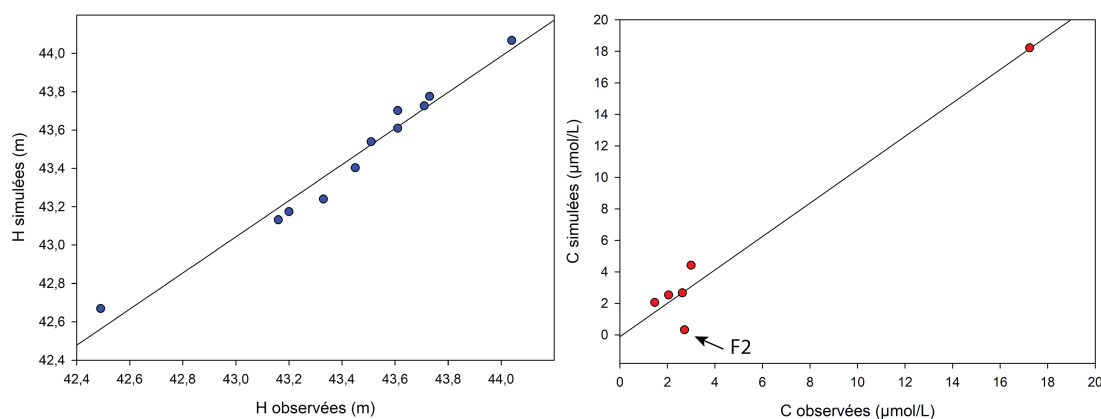 44,0
43,8
43,6
43,4
43,2
43,0
42,8
42,6
42,4
H simulées (m)
42,4 42,6 42,8 43,0 43,2 43,4 43,6 43,8 44,0
H observées (m)
20
18
16
14
12
10
8
6
4
2
0
C simulées (µmol/L)
F2
0 2 4 6 8 10 12 14 16 18 20
C observées (µmol/L)